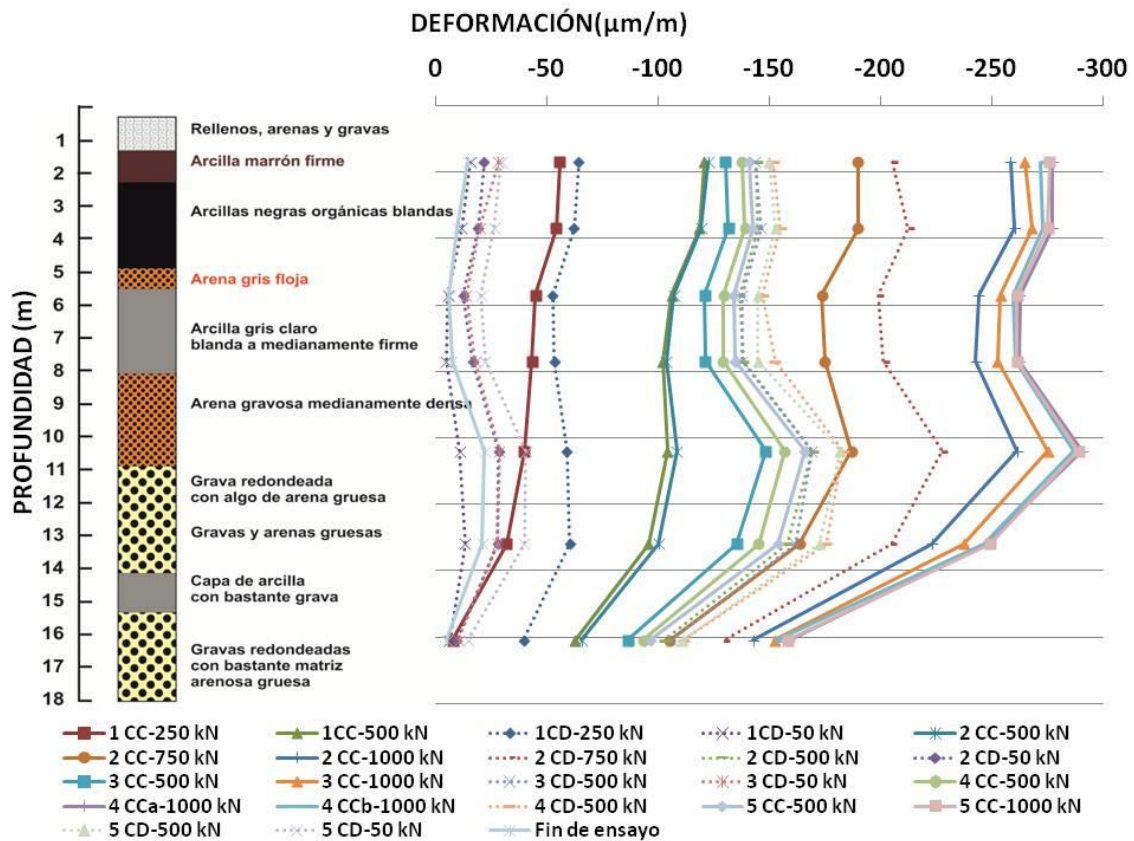 DEFORMACIÓN(µm/m)
0 -50 -100 -150 -200 -250 -300
PROFUNDIDAD (m)
1
2
3
4
5
6
7
8
9
10
11
12
13
14
15
16
17
18
Rellenos, arenas y gravas
Arcilla marrón firme
Arcillas negras orgánicas blandas
Arena gris floja
Arcilla gris claro
blanda a medianamente firme
Arena gravosa medianamente densa
Grava redondeada
con algo de arena gruesa
Gravas y arenas gruesas
Capa de arcilla
con bastante grava
Gravas redondeadas
con bastante matriz
arenosa gruesa
1 CC-250 kN 1CC-500 kN 1CD-250 kN 1CD-50 kN 2 CC-500 kN
2 CC-750 kN 2 CC-1000 kN 2 CD-750 kN 2 CD-500 kN 2 CD-50 kN
3 CC-500 kN 3 CC-1000 kN 3 CD-500 kN 3 CD-50 kN 4 CC-500 kN
4 CCa-1000 kN 4 CCb-1000 kN 4 CD-500 kN 5 CC-500 kN 5 CC-1000 kN
5 CD-500 kN 5 CD-50 kN Fin de ensayo